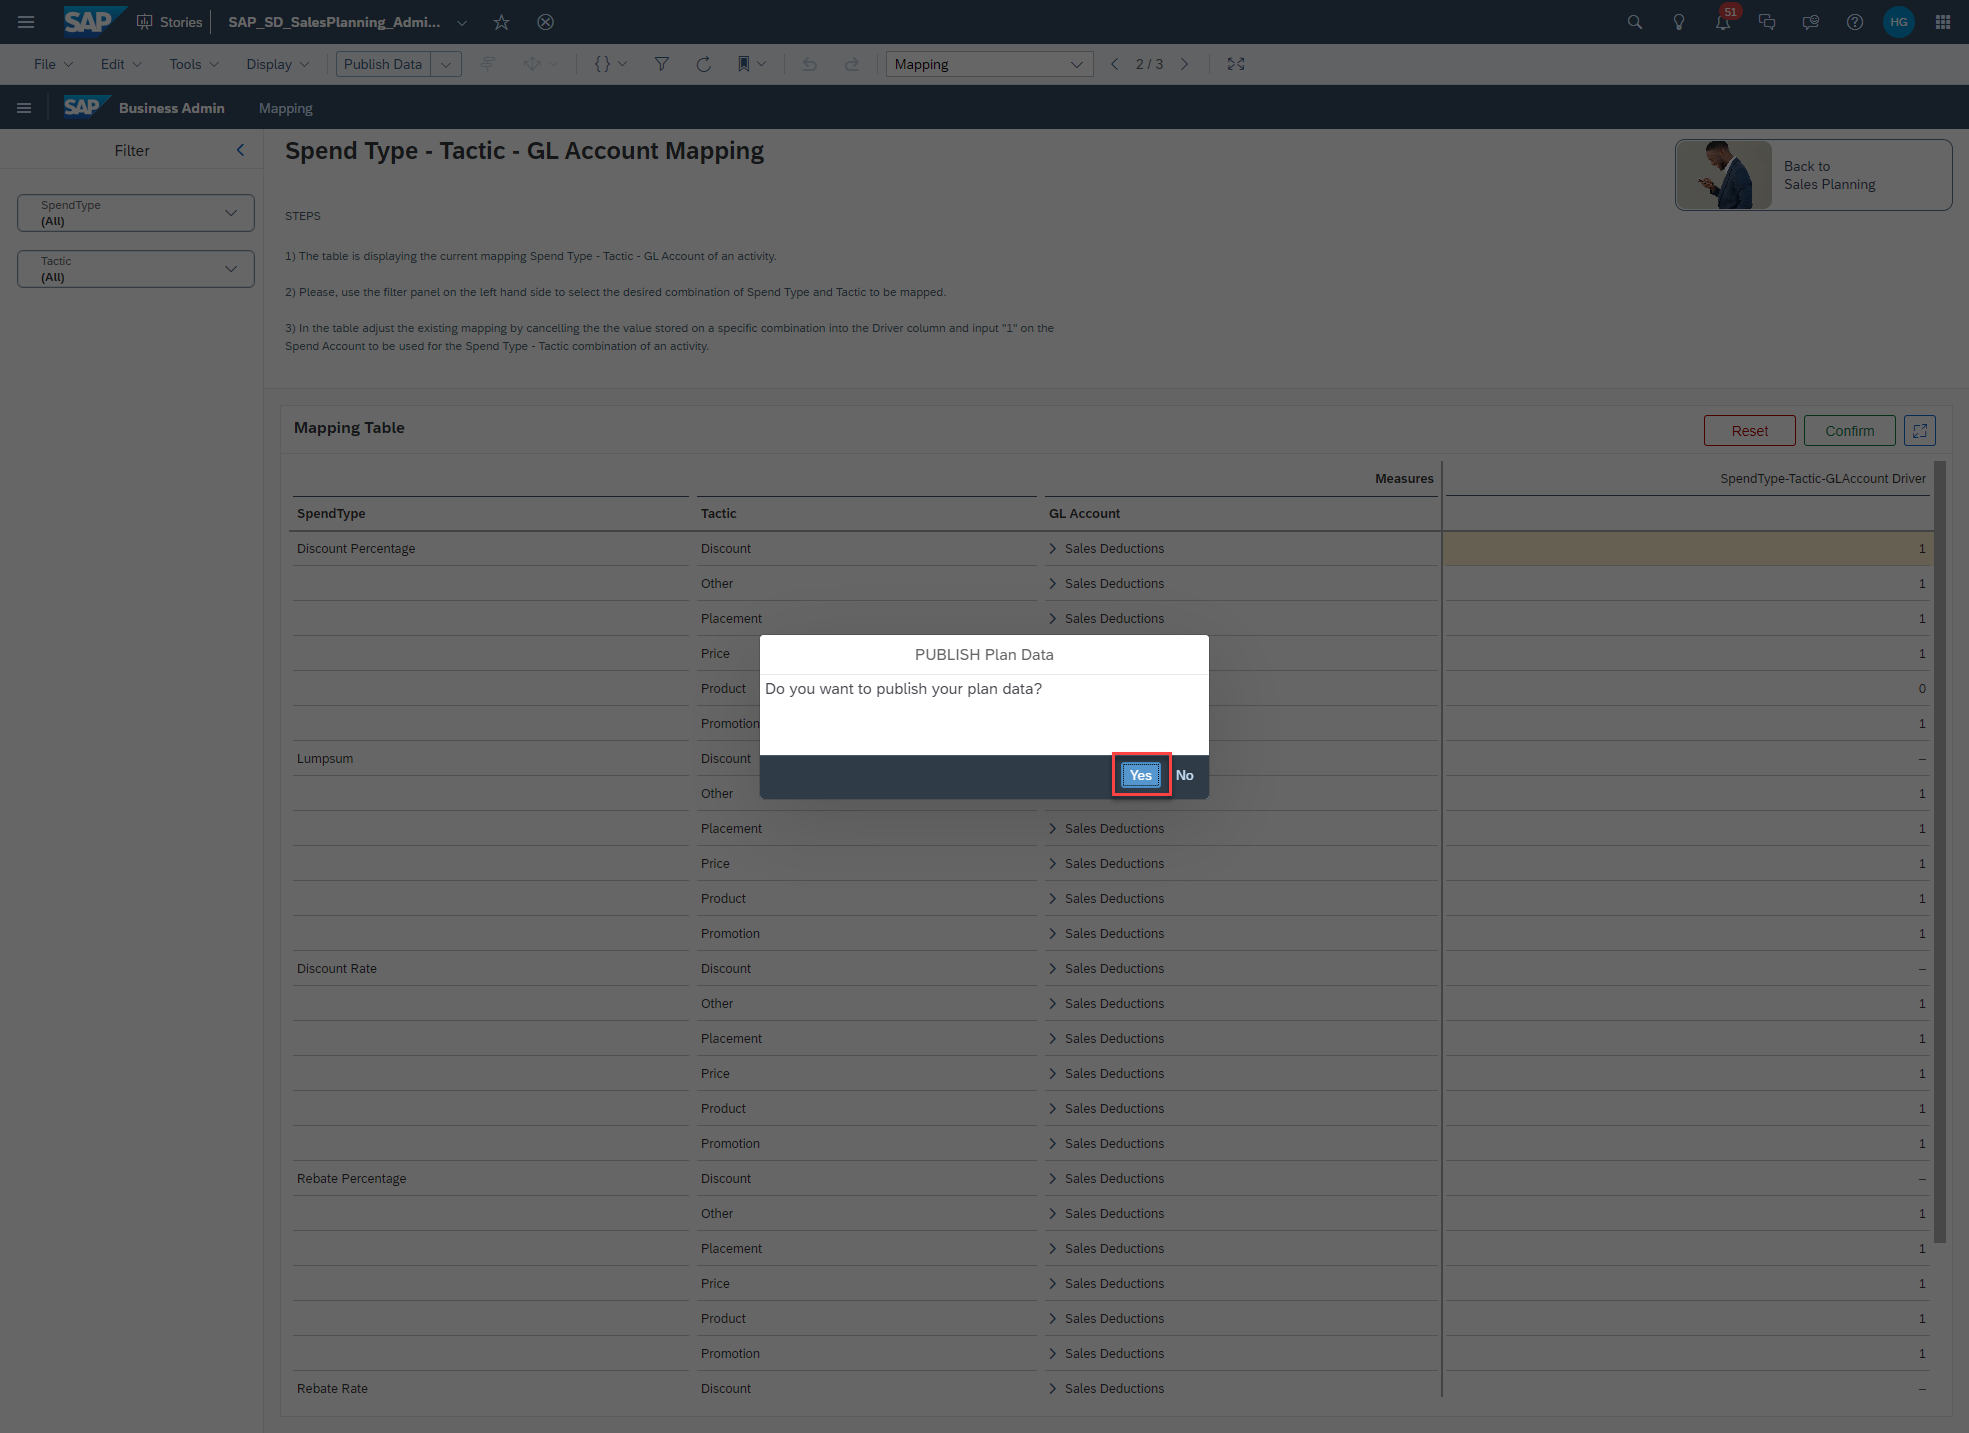 SAP Stories SAP_SD_SalesPlanning_Admi... 51 HG
File Edit Tools Display Publish Data { } Mapping 2 / 3
SAP Business Admin Mapping
Filter
SpendType
(All)
Tactic
(All)
Spend Type - Tactic - GL Account Mapping
Back to
Sales Planning
STEPS
1) The table is displaying the current mapping Spend Type - Tactic - GL Account of an activity.
2) Please, use the filter panel on the left hand side to select the desired combination of Spend Type and Tactic to be mapped.
3) In the table adjust the existing mapping by cancelling the the value stored on a specific combination into the Driver column and input "1" on the
Spend Account to be used for the Spend Type - Tactic combination of an activity.
Mapping Table Reset Confirm
Measures SpendType-Tactic-GLAccount Driver
SpendType Tactic GL Account
Discount Percentage Discount Sales Deductions 1
Other Sales Deductions 1
Placement Sales Deductions 1
Price 1
Product 0
Promotion 1
Lumpsum Discount –
Other 1
PUBLISH Plan Data
Do you want to publish your plan data?
Yes No
Placement Sales Deductions 1
Price Sales Deductions 1
Product Sales Deductions 1
Promotion Sales Deductions 1
Discount Rate Discount Sales Deductions –
Other Sales Deductions 1
Placement Sales Deductions 1
Price Sales Deductions 1
Product Sales Deductions 1
Promotion Sales Deductions 1
Rebate Percentage Discount Sales Deductions –
Other Sales Deductions 1
Placement Sales Deductions 1
Price Sales Deductions 1
Product Sales Deductions 1
Promotion Sales Deductions 1
Rebate Rate Discount Sales Deductions –